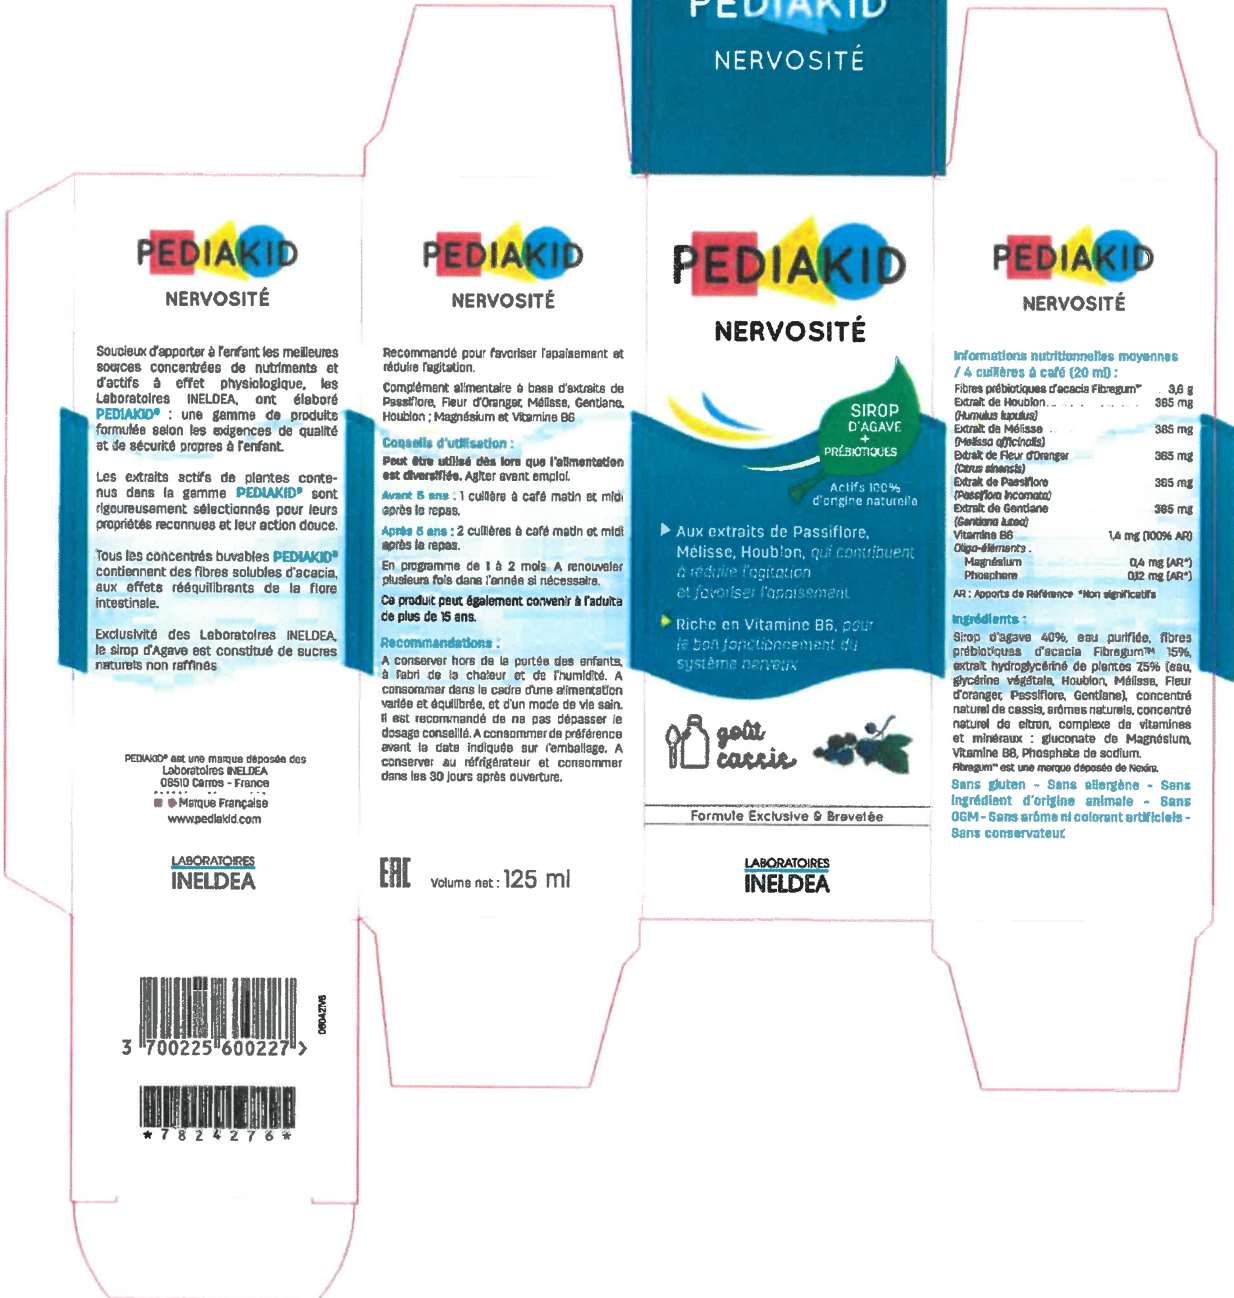 PEDIAKID
NERVOSITÉ
PEDIAKID
NERVOSITÉ
Soucieux d'apporter à l'enfant les meilleures
sources concentrées de nutriments et
d'actifs à effet physiologique, les
Laboratoires INELDEA, ont élaboré
PEDIAKID® : une gamme de produits
formulée selon les exigences de qualité
et de sécurité propres à l'enfant.
Les extraits actifs de plantes conte-
nus dans la gamme PEDIAKID® sont
rigoureusement sélectionnés pour leurs
propriétés reconnues et leur action douce.
Tous les concentrés buvables PEDIAKID®
contiennent des fibres solubles d'acacia,
aux effets rééquilibrants de la flore
intestinale.
Exclusivité des Laboratoires INELDEA,
le sirop d'Agave est constitué de sucres
naturels non raffinés
PEDIAKID® est une marque déposée des
Laboratoires INELDEA
06510 Carros - France
Marque Française
www.pediakid.com
LABORATOIRES
INELDEA
3 700225 600227 >
06042IV6
*7824276*
PEDIAKID
NERVOSITÉ
Recommandé pour favoriser l'apaisement et
réduire l'agitation.
Complément alimentaire à base d'extraits de
Passiflore, Fleur d'Oranger, Mélisse, Gentiane,
Houblon ; Magnésium et Vitamine B6
Conseils d'utilisation :
Peut être utilisé dès lors que l'alimentation
est diversifiée. Agiter avant emploi.
Avant 5 ans : 1 cuillère à café matin et midi
après le repas.
Après 5 ans : 2 cuillères à café matin et midi
après le repas.
En programme de 1 à 2 mois A renouveler
plusieurs fois dans l'année si nécessaire.
Ce produit peut également convenir à l'adulte
de plus de 15 ans.
Recommandations :
A conserver hors de la portée des enfants,
à l'abri de la chaleur et de l'humidité. A
consommer dans le cadre d'une alimentation
variée et équilibrée, et d'un mode de vie sain.
Il est recommandé de ne pas dépasser le
dosage conseillé. A consommer de préférence
avant la date indiquée sur l'emballage. A
conserver au réfrigérateur et consommer
dans les 30 jours après ouverture.
EAC Volume net : 125 ml
PEDIAKID
NERVOSITÉ
SIROP
D'AGAVE
+
PRÉBIOTIQUES
Actifs 100%
d'origine naturelle
Aux extraits de Passiflore,
Mélisse, Houblon, qui contribuent
à réduire l'agitation
et favoriser l'apaisement
Riche en Vitamine B6, pour
le bon fonctionnement du
système nerveux
goût
cassis
Formule Exclusive & Brevetée
LABORATOIRES
INELDEA
PEDIAKID
NERVOSITÉ
Informations nutritionnelles moyennes
/ 4 cuillères à café (20 ml) :
Fibres prébiotiques d'acacia Fibregum™ 3,6 g
Extrait de Houblon 365 mg
(Humulus lupulus)
Extrait de Mélisse 365 mg
(Melissa officinalis)
Extrait de Fleur d'Oranger 365 mg
(Citrus sinensis)
Extrait de Passiflore 365 mg
(Passiflora incarnata)
Extrait de Gentiane 365 mg
(Gentiana lutea)
Vitamine B6 1,4 mg (100% AR)
Oligo-éléments :
Magnésium 0,4 mg (AR*)
Phosphore 0,12 mg (AR*)
AR : Apports de Référence *Non significatifs
Ingrédients :
Sirop d'agave 40%, eau purifiée, fibres
prébiotiques d'acacia Fibregum™ 15%,
extrait hydroglycériné de plantes 7,5% (eau,
glycérine végétale, Houblon, Mélisse, Fleur
d'oranger, Passiflore, Gentiane), concentré
naturel de cassis, arômes naturels, concentré
naturel de citron, complexe de vitamines
et minéraux : gluconate de Magnésium,
Vitamine B6, Phosphate de sodium.
Fibregum™ est une marque déposée de Nexira.
Sans gluten - Sans allergène - Sans
ingrédient d'origine animale - Sans
OGM - Sans arôme ni colorant artificiels -
Sans conservateur.